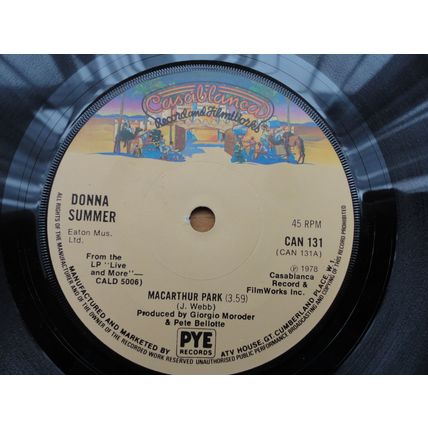 Casablanca
Record and FilmWorks
DONNA
SUMMER
Eaton Mus.
Ltd.
From the
LP "Live
and More"—
CALD 5006)
45 RPM
CAN 131
(CAN 131A)
℗ 1978
Casablanca
Record &
FilmWorks Inc.
MACARTHUR PARK (3.59)
(J. Webb)
Produced by Giorgio Moroder
& Pete Bellotte
PYE
RECORDS
MANUFACTURED AND MARKETED BY
ATV HOUSE, GT. CUMBERLAND PLACE, W.1.
ALL RIGHTS OF THE MANUFACTURER AND OF THE OWNER OF THE RECORDED WORK RESERVED UNAUTHORISED PUBLIC PERFORMANCE BROADCASTING AND COPYING OF THIS RECORD PROHIBITED